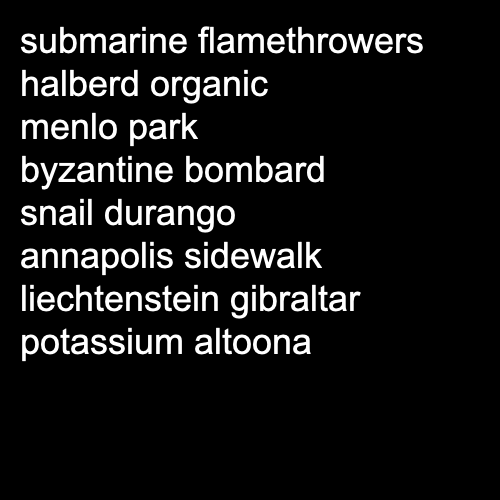 submarine flamethrowers
halberd organic
menlo park
byzantine bombard
snail durango
annapolis sidewalk
liechtenstein gibraltar
potassium altoona